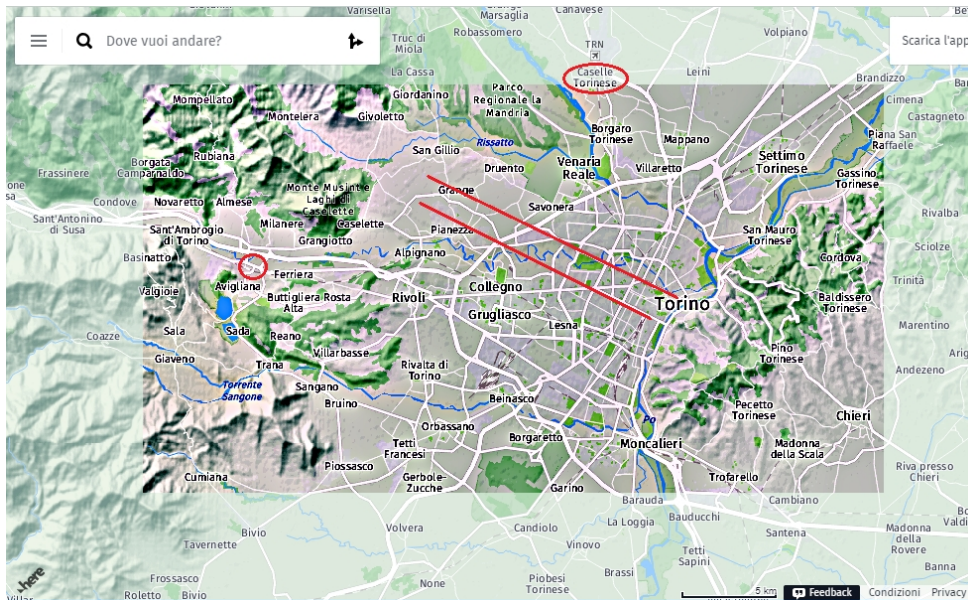 Varisella
Grange
Marsaglia
Canavese
Robassomero
Volpiano
Dove vuoi andare?
Truc di
Miola
TRN
Scarica l'app
La Cassa
Caselle
Torinese
Leini
Brandizzo
Mompellato
Giordanino
Parco
Regionale la
Mandria
Cimena
Montelera
Givoletto
Castagneto
Borgaro
Torinese
Mappano
Piana San
Raffaele
San Gillio
Rissatto
Rubiana
Borgata
Camparnaldo
Frassinere
Druento
Venaria
Reale
Villaretto
Settimo
Torinese
Gassino
Torinese
Monte Musinè e
Laghi di
Caselette
Grange
Condove
Novaretto
Almese
Savonera
Rivalba
Sant'Antonino
di Susa
Milanere
Caselette
Pianezza
Sant'Ambrogio
di Torino
Grangiotto
San Mauro
Torinese
Sciolze
Basinatto
Alpignano
Cordova
Ferriera
Avigliana
Collegno
Trinità
Valgioie
Buttigliera Rosta
Alta
Rivoli
Torino
Baldissero
Torinese
Grugliasco
Coazze
Sala
Sada
Reano
Lesna
Marentino
Giaveno
Villarbasse
Pino
Torinese
Trana
Rivalta di
Torino
Andezeno
Torrente
Sangone
Sangano
Bruino
Beinasco
Pecetto
Torinese
Chieri
Po
Orbassano
Borgaretto
Moncalieri
Tetti
Francesi
Madonna
della Scala
Piossasco
Riva presso
Chieri
Cumiana
Gerbole-
Zucche
Garino
Trofarello
Barauda
Cambiano
La Loggia
Bauducchi
Bivio
Volvera
Candiolo
Santena
Madonna
della
Rovere
Tavernette
Vinovo
Tetti
Sapini
Brassi
Banna
here
Frossasco
None
Piobesi
Torinese
Roletto
Bivio
5 km
Feedback
Condizioni
Privacy